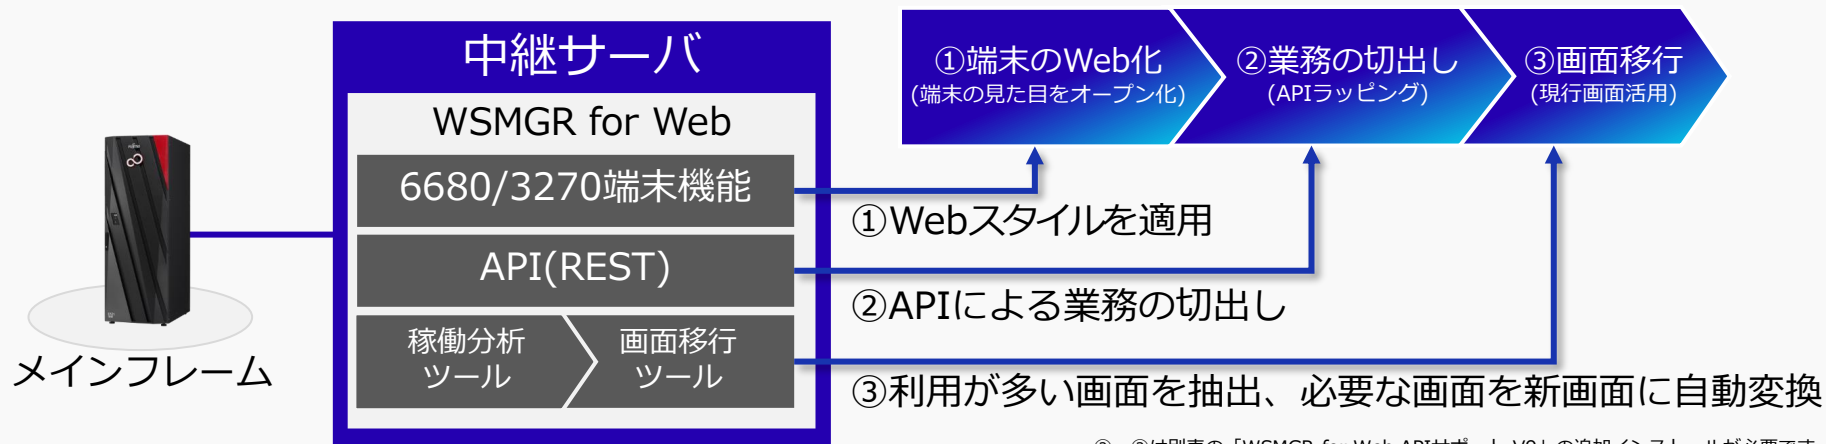 中継サーバ
WSMGR for Web
6680/3270端末機能
API(REST)
稼働分析
ツール
画面移行
ツール
メインフレーム
①端末のWeb化
(端末の見た目をオープン化)
②業務の切出し
(APIラッピング)
③画面移行
(現行画面活用)
①Webスタイルを適用
②APIによる業務の切出し
③利用が多い画面を抽出、必要な画面を新画面に自動変換